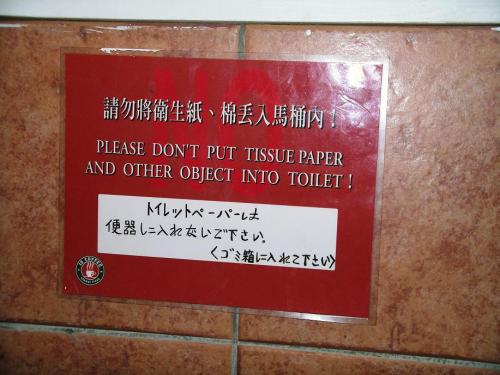 NO
請勿將衛生紙、棉丟入馬桶內！
PLEASE DON'T PUT TISSUE PAPER
AND OTHER OBJECT INTO TOILET !
トイレットペーパーは
便器に入れないで下さい。
<ゴミ箱に入れて下さい>